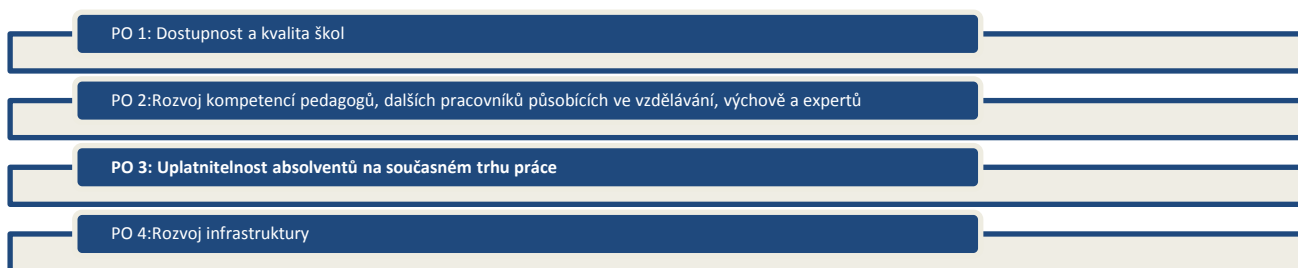 PO 1: Dostupnost a kvalita škol
PO 2:Rozvoj kompetencí pedagogů, dalších pracovníků působících ve vzdělávání, výchově a expertů
PO 3: Uplatnitelnost absolventů na současném trhu práce
PO 4:Rozvoj infrastruktury